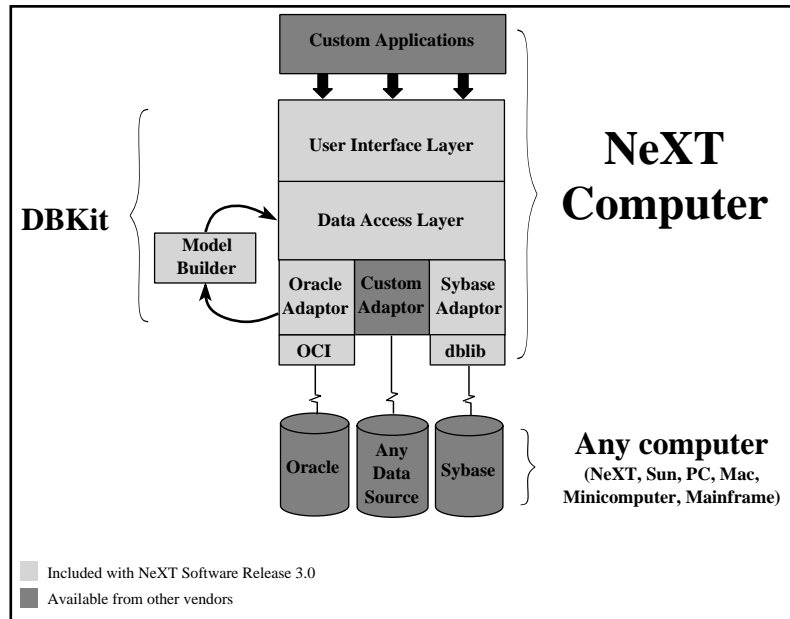 Custom Applications
User Interface Layer
NeXT
Computer
DBKit
Data Access Layer
Model
Builder
Oracle
Adaptor
Custom
Adaptor
Sybase
Adaptor
OCI
dblib
Oracle
Any
Data
Source
Sybase
Any computer
(NeXT, Sun, PC, Mac,
Minicomputer, Mainframe)
Included with NeXT Software Release 3.0
Available from other vendors